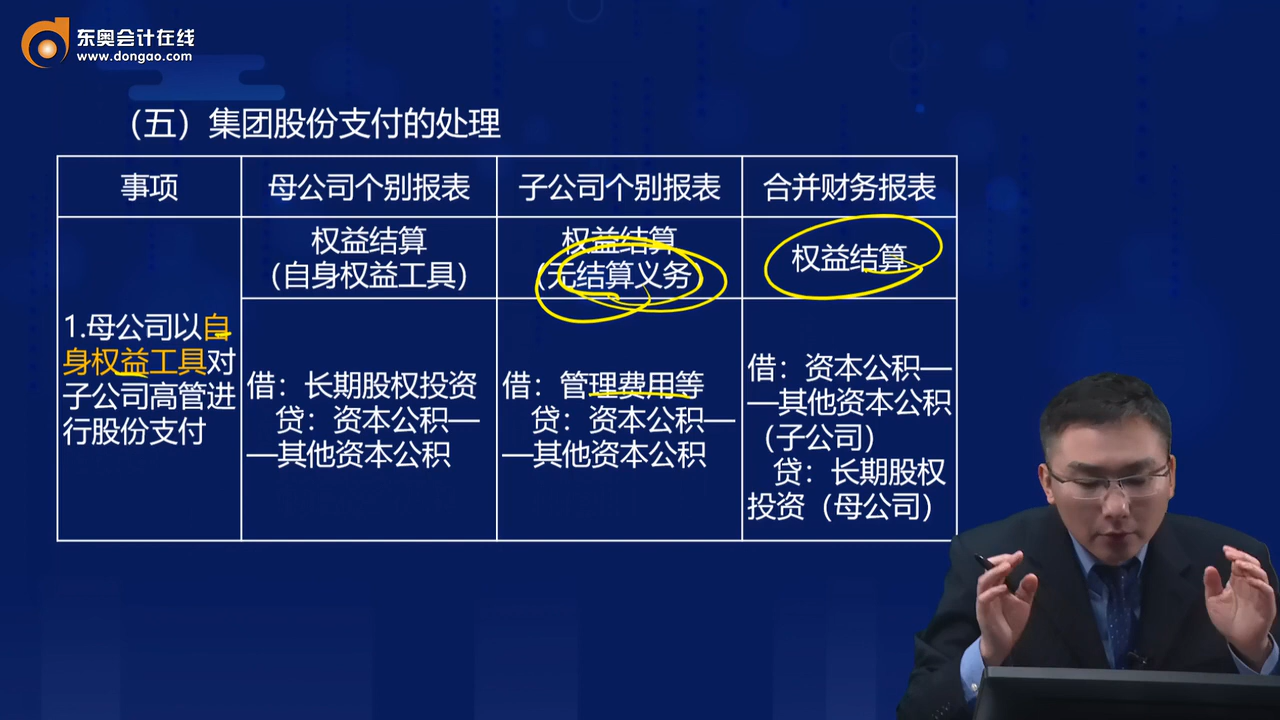 东奥会计在线
www.dongao.com
（五）集团股份支付的处理
事项
母公司个别报表
子公司个别报表
合并财务报表
1.母公司以自
身权益工具对
子公司高管进
行股份支付
权益结算
（自身权益工具）
权益结算
（无结算义务）
权益结算
借：长期股权投资
贷：资本公积—
—其他资本公积
借：管理费用等
贷：资本公积—
—其他资本公积
借：资本公积—
—其他资本公积
（子公司）
贷：长期股权
投资（母公司）